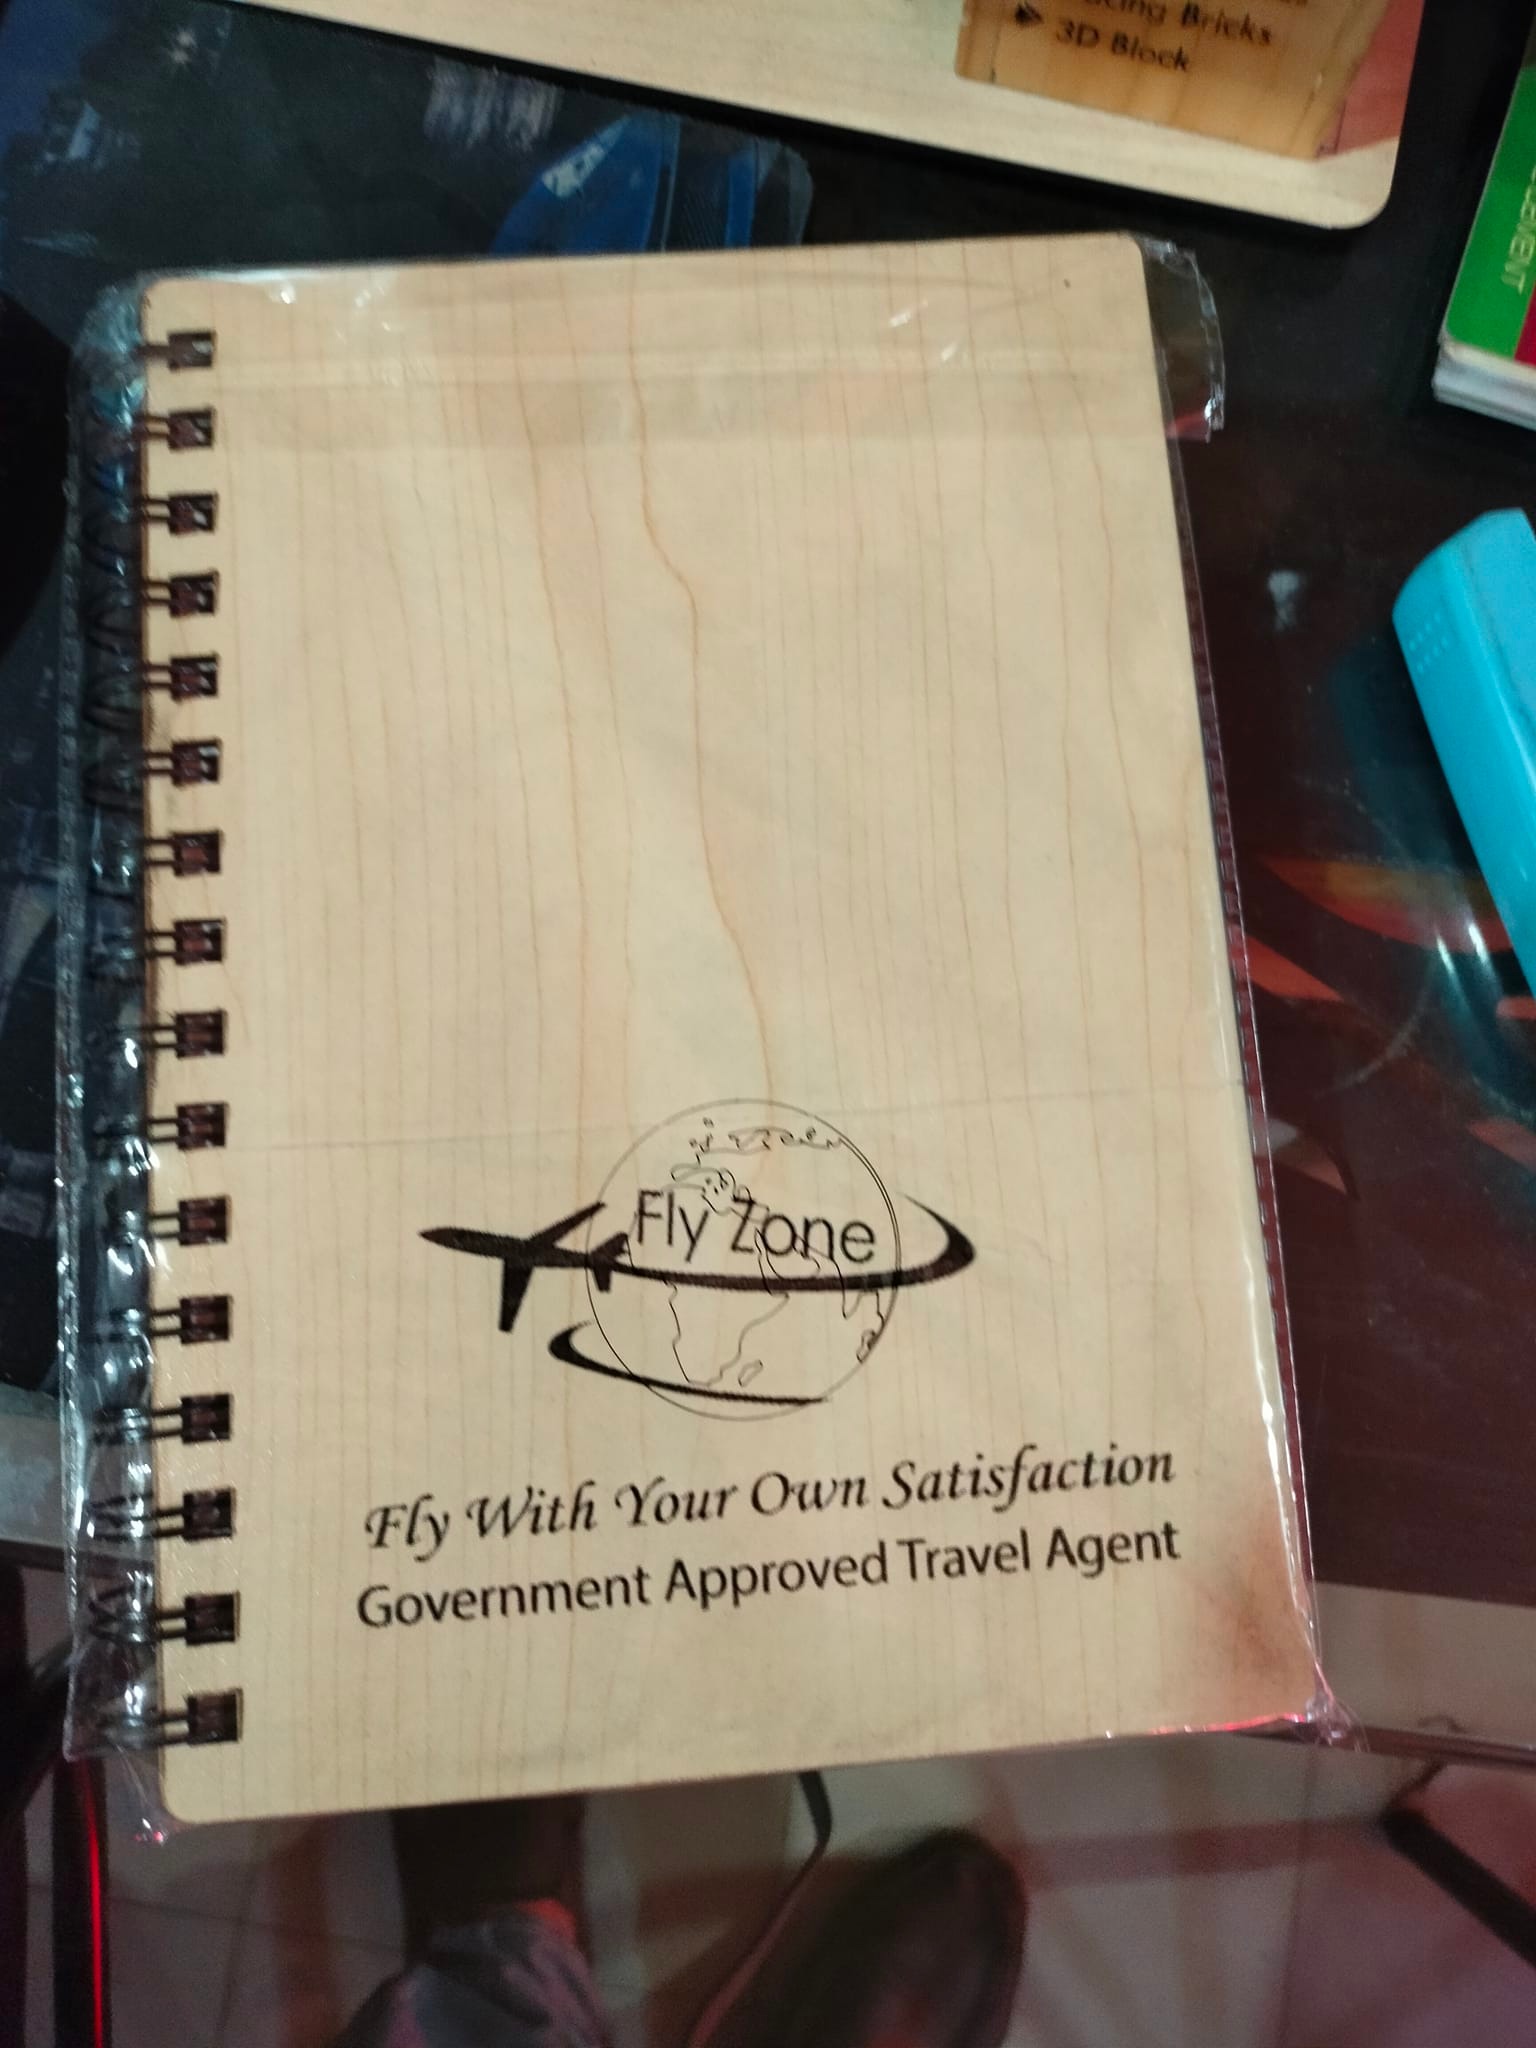 Bricks
3D Block
Fly Zone
Fly With Your Own Satisfaction
Government Approved Travel Agent